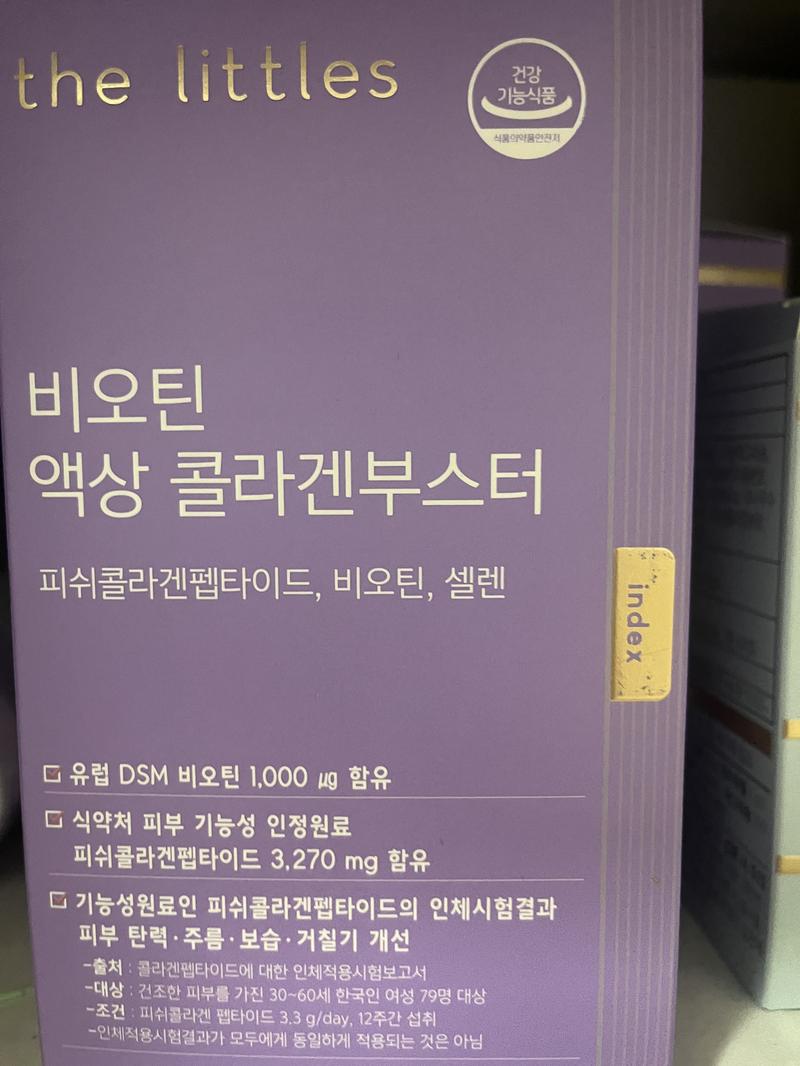 the littles
건강
기능식품
식품의약품안전처
비오틴
액상 콜라겐부스터
피쉬콜라겐펩타이드, 비오틴, 셀렌
index
유럽 DSM 비오틴 1,000 ㎍ 함유
식약처 피부 기능성 인정원료
피쉬콜라겐펩타이드 3,270 mg 함유
기능성원료인 피쉬콜라겐펩타이드의 인체시험결과
피부 탄력·주름·보습·거칠기 개선
-출처 : 콜라겐펩타이드에 대한 인체적용시험보고서
-대상 : 건조한 피부를 가진 30~60세 한국인 여성 79명 대상
-조건 : 피쉬콜라겐 펩타이드 3.3 g/day, 12주간 섭취
-인체적용시험결과가 모두에게 동일하게 적용되는 것은 아님